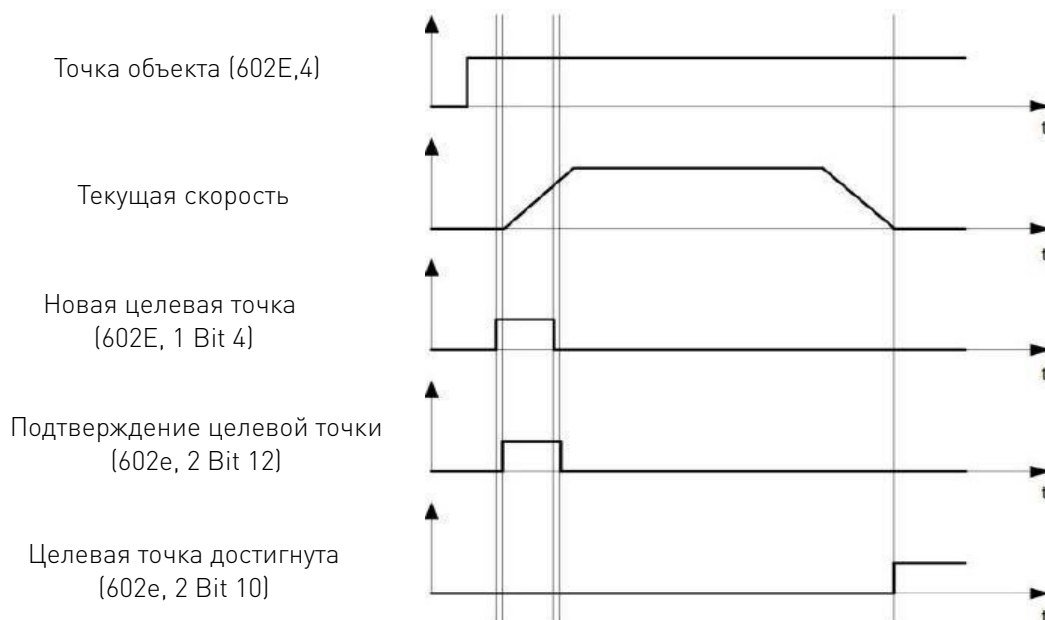 Точка объекта (602E,4)
t
Текущая скорость
t
Новая целевая точка
(602E, 1 Bit 4)
t
Подтверждение целевой точки
(602e, 2 Bit 12)
t
Целевая точка достигнута
(602e, 2 Bit 10)
t